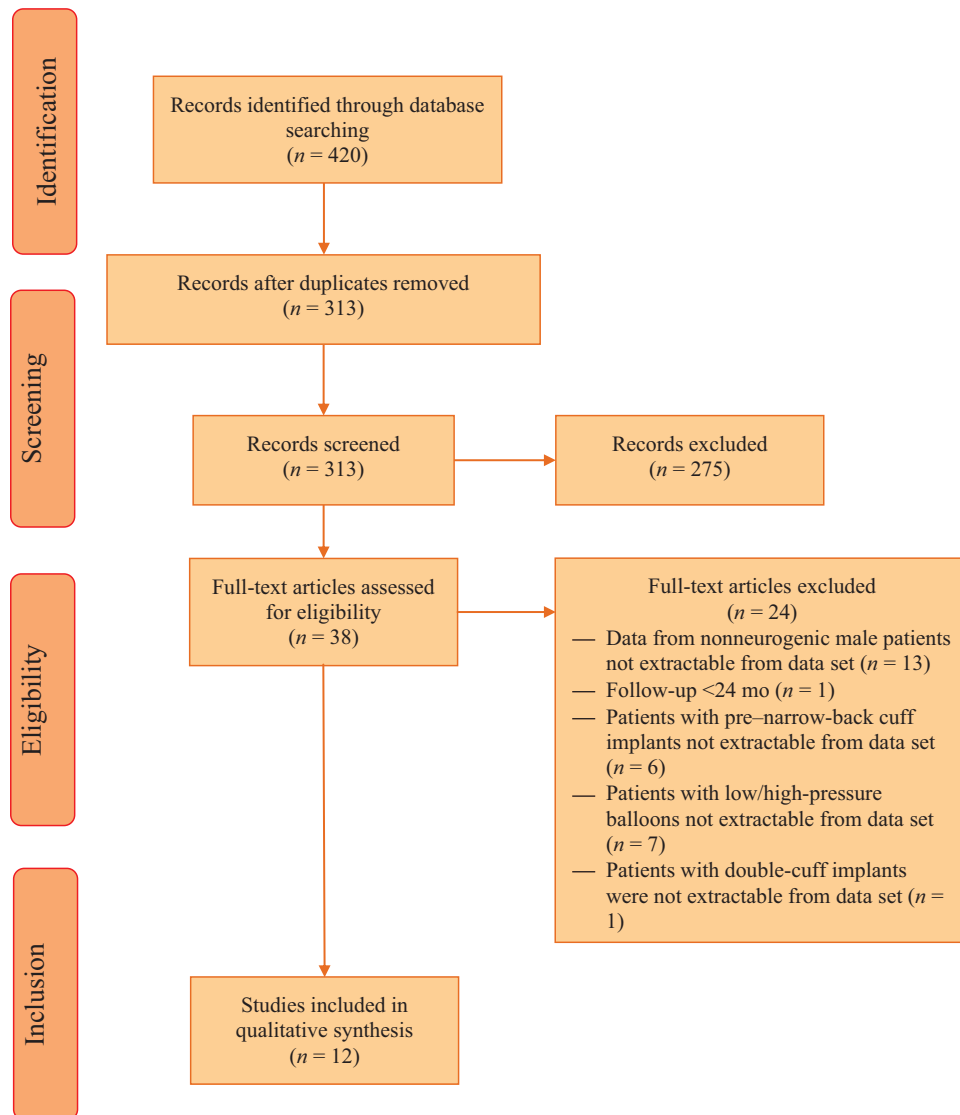 Identification
Records identified through database
searching
(n = 420)
Records after duplicates removed
(n = 313)
Screening
Records screened
(n = 313)
Records excluded
(n = 275)
Eligibility
Full-text articles assessed
for eligibility
(n = 38)
Full-text articles excluded
(n = 24)
— Data from nonneurogenic male patients
not extractable from data set (n = 13)
— Follow-up <24 mo (n = 1)
— Patients with pre–narrow-back cuff
implants not extractable from data set
(n = 6)
— Patients with low/high-pressure
balloons not extractable from data set
(n = 7)
— Patients with double-cuff implants
were not extractable from data set (n =
1)
Inclusion
Studies included in
qualitative synthesis
(n = 12)